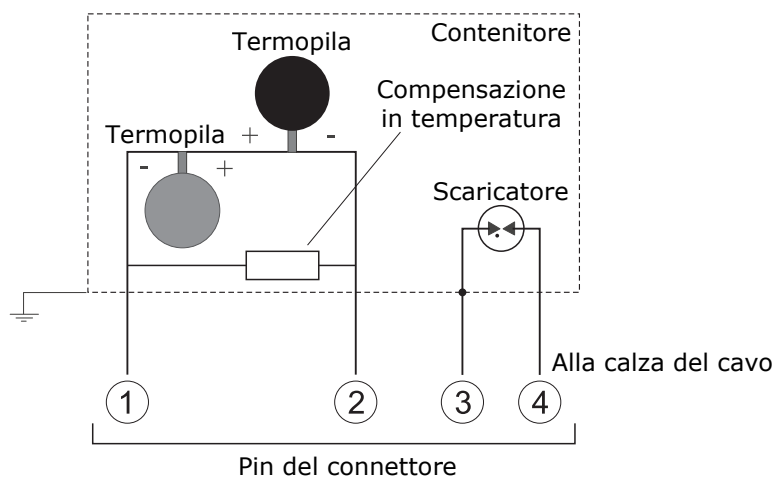 Contenitore
Termopila
Compensazione
in temperatura
Termopila
+
-
-
+
Scaricatore
Alla calza del cavo
1
2
3
4
Pin del connettore